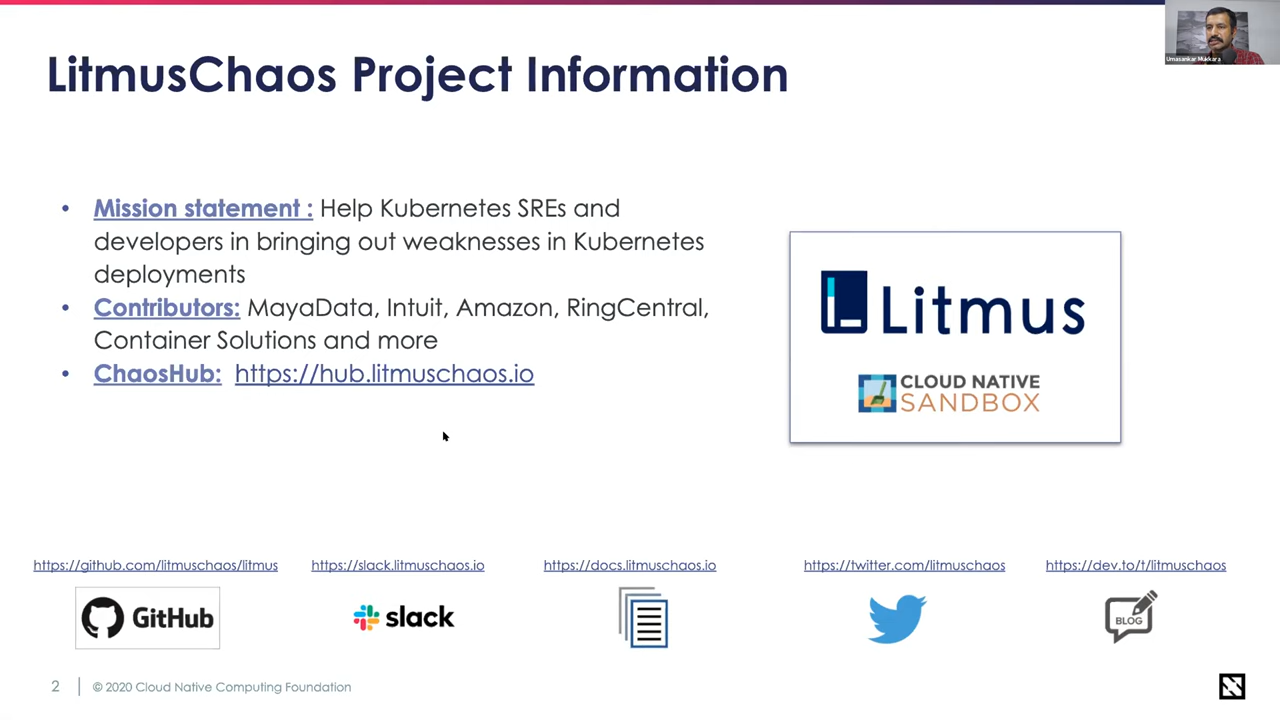 Umasankar Mukkara
LitmusChaos Project Information
• Mission statement : Help Kubernetes SREs and
developers in bringing out weaknesses in Kubernetes
deployments
• Contributors: MayaData, Intuit, Amazon, RingCentral,
Container Solutions and more
• ChaosHub: https://hub.litmuschaos.io
Litmus
CLOUD NATIVE
SANDBOX
https://github.com/litmuschaos/litmus
https://slack.litmuschaos.io
https://docs.litmuschaos.io
https://twitter.com/litmuschaos
https://dev.to/t/litmuschaos
GitHub
slack
BLOG
2
© 2020 Cloud Native Computing Foundation